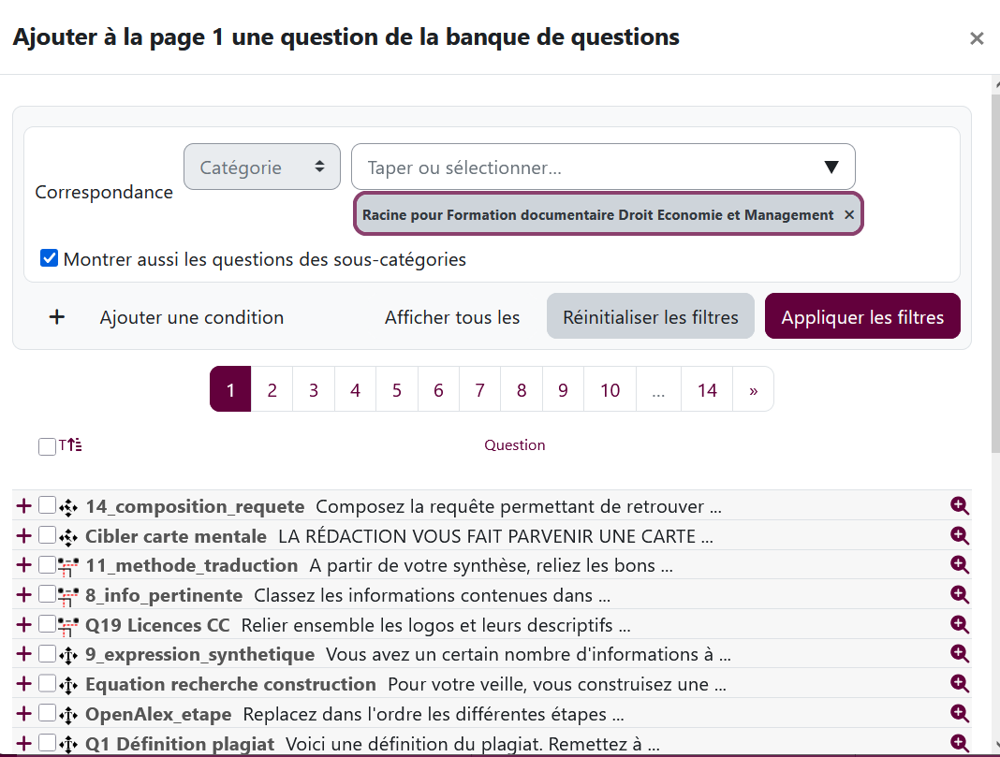 Ajouter à la page 1 une question de la banque de questions ×
Correspondance Catégorie Taper ou sélectionner... ▼
Racine pour Formation documentaire Droit Economie et Management ×
Montrer aussi les questions des sous-catégories
+ Ajouter une condition Afficher tous les Réinitialiser les filtres Appliquer les filtres
1 2 3 4 5 6 7 8 9 10 ... 14 »
T Question
14_composition_requete Composez la requête permettant de retrouver ...
Cibler carte mentale LA RÉDACTION VOUS FAIT PARVENIR UNE CARTE ...
11_methode_traduction A partir de votre synthèse, reliez les bons ...
8_info_pertinente Classez les informations contenues dans ...
Q19 Licences CC Relier ensemble les logos et leurs descriptifs ...
9_expression_synthetique Vous avez un certain nombre d'informations à ...
Equation recherche construction Pour votre veille, vous construisez une ...
OpenAlex_etape Replacez dans l'ordre les différentes étapes ...
Q1 Définition plagiat Voici une définition du plagiat. Remettez à ...